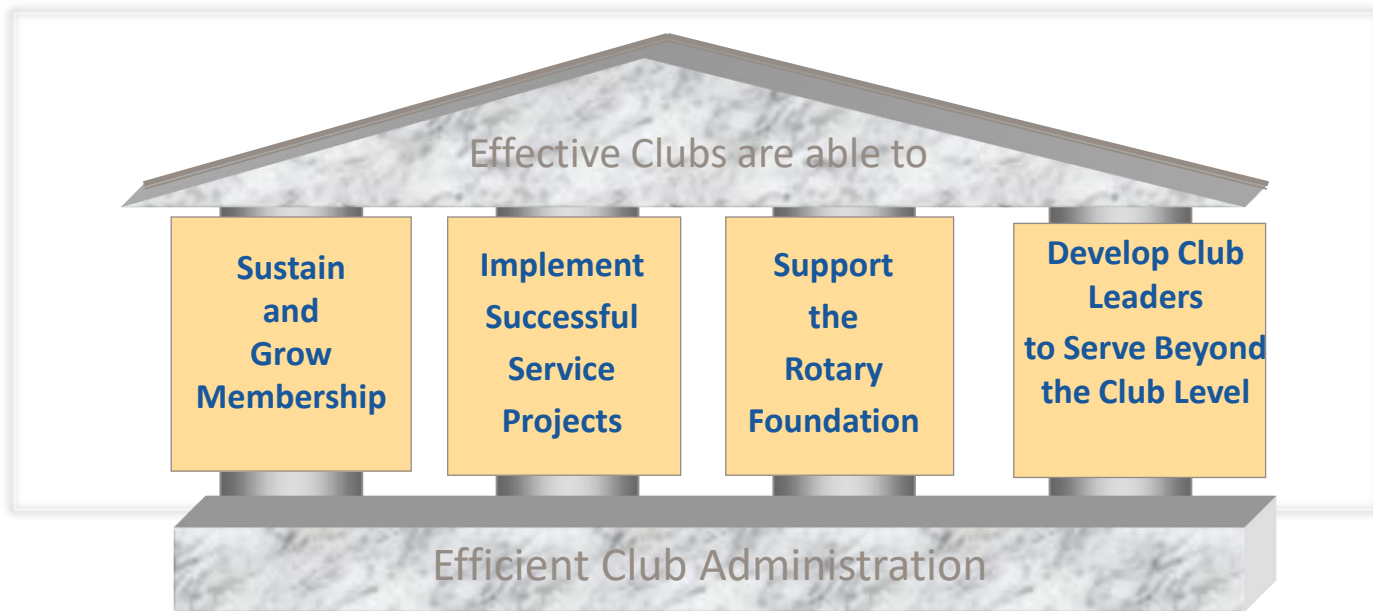 Effective Clubs are able to
Sustain
and
Grow
Membership
Implement
Successful
Service
Projects
Support
the
Rotary
Foundation
Develop Club
Leaders
to Serve Beyond
the Club Level
Efficient Club Administration